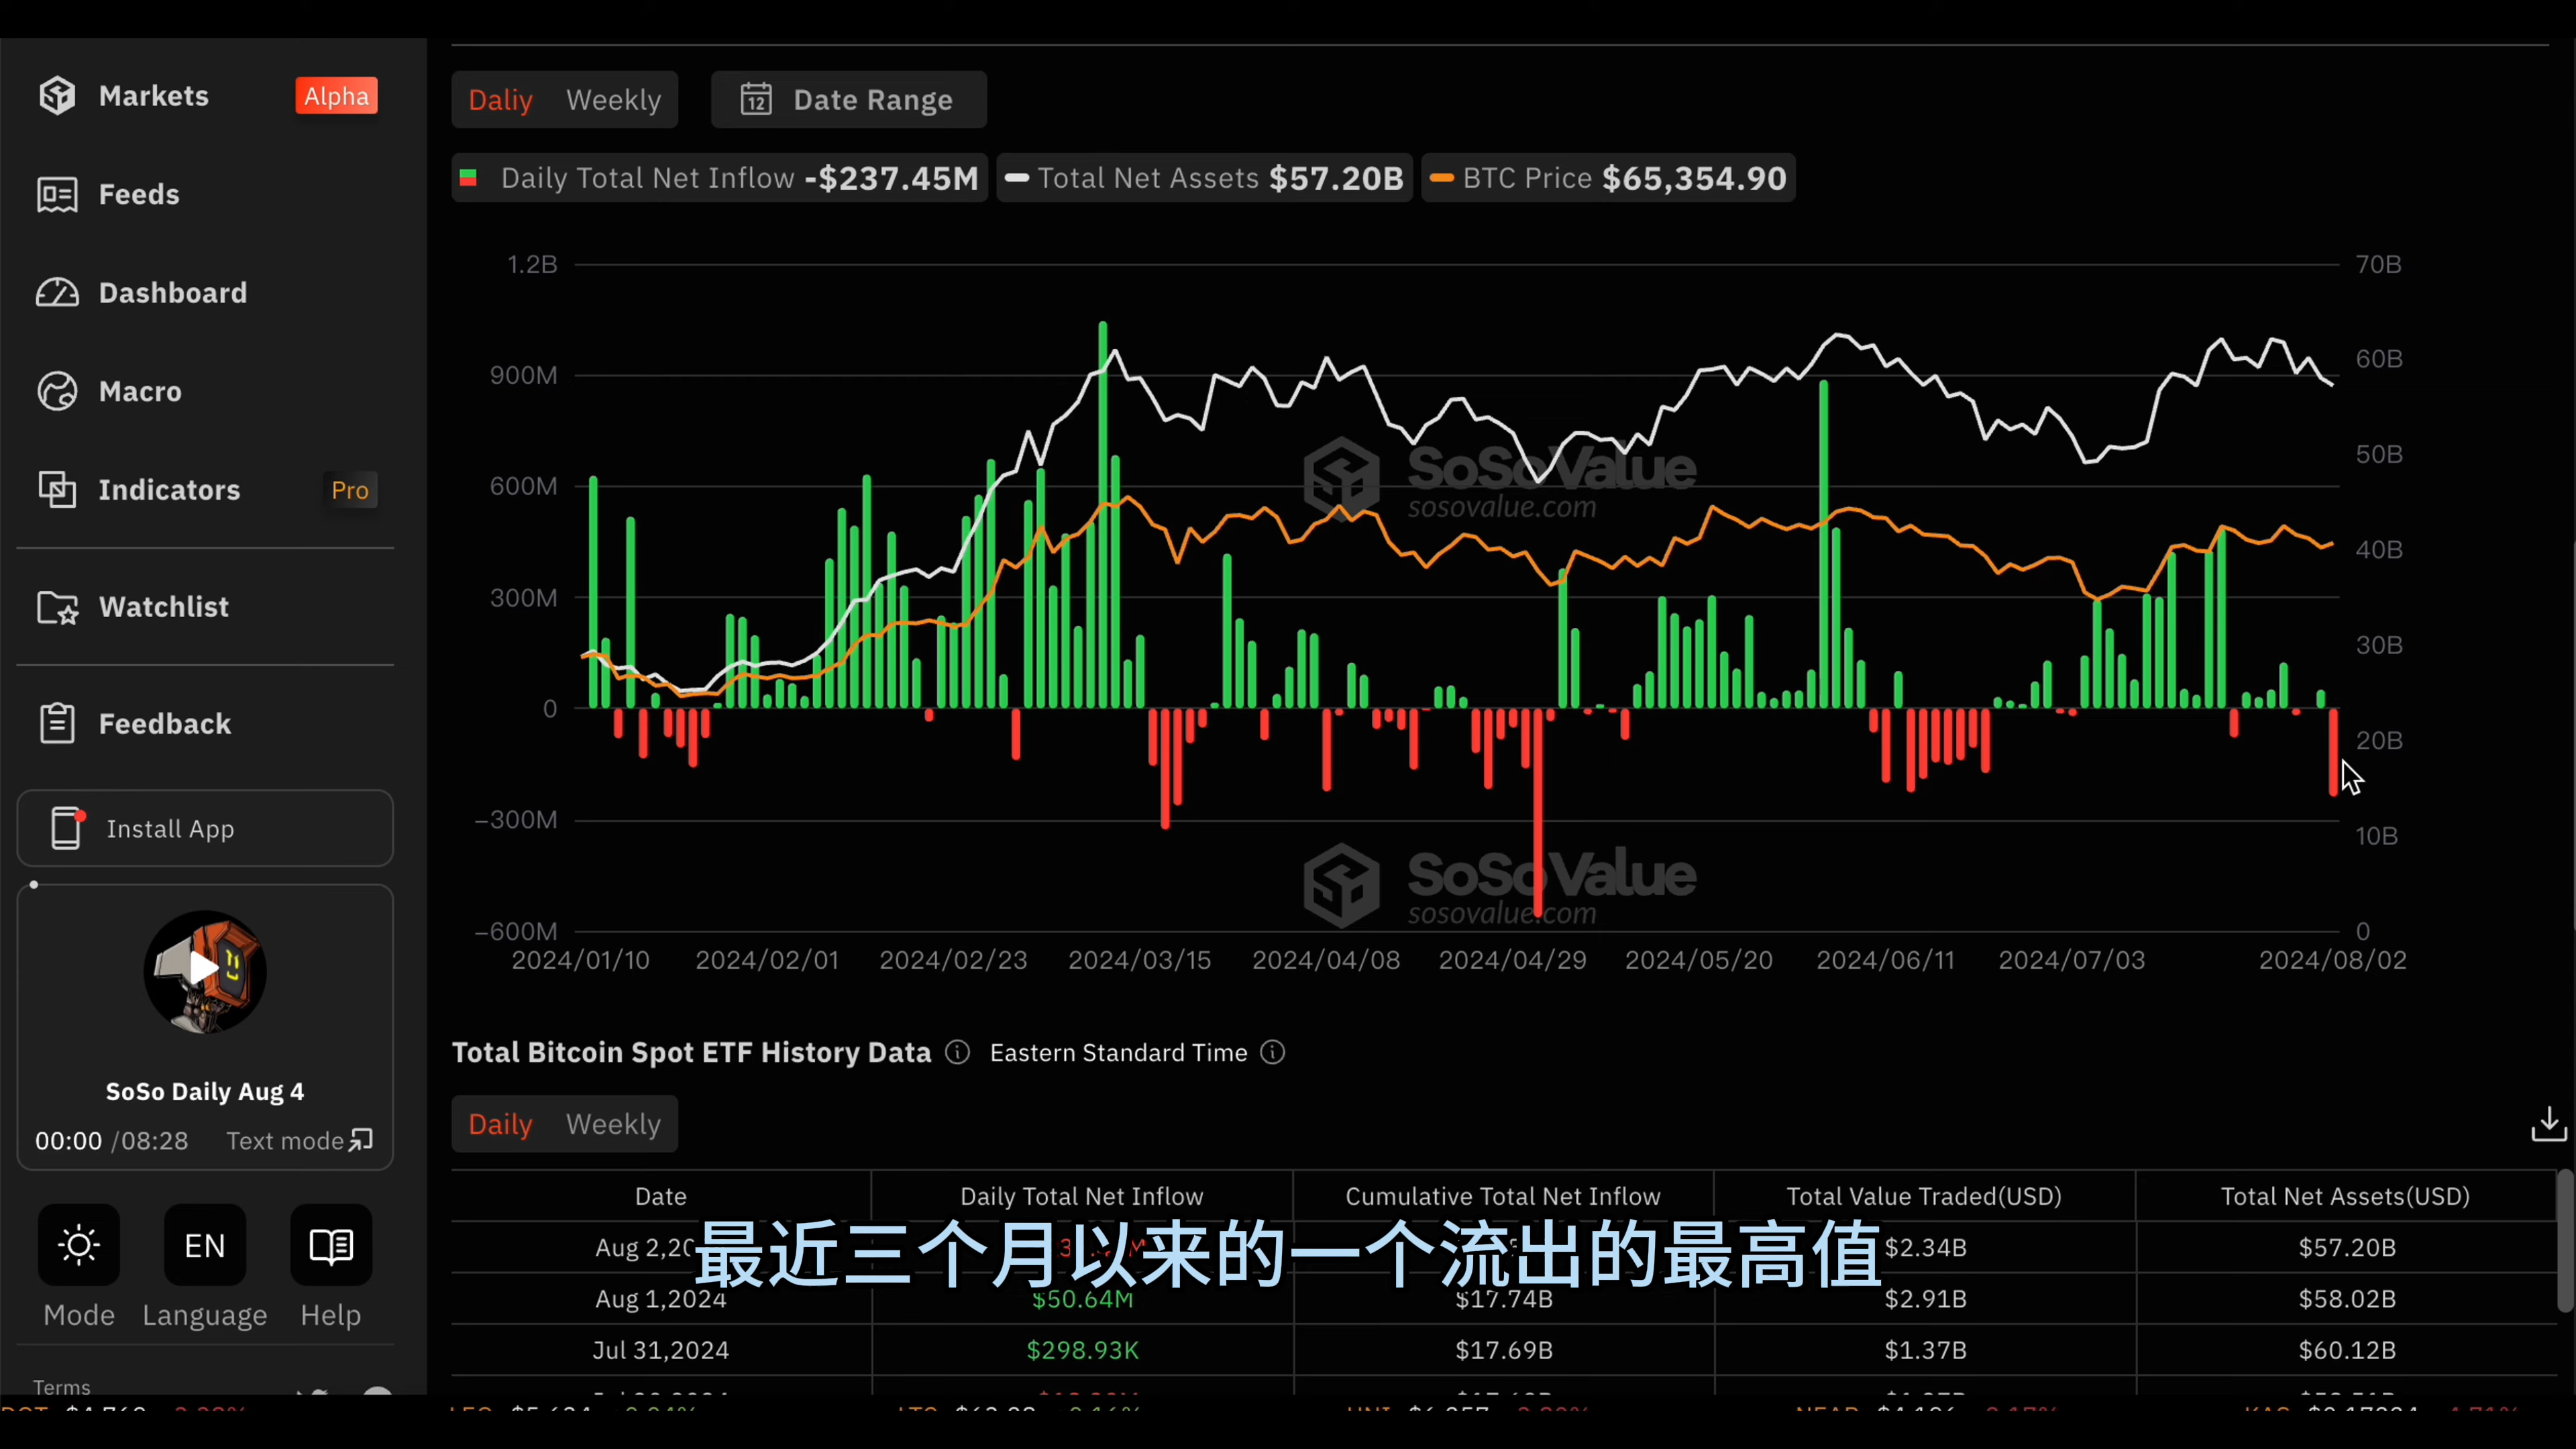 Markets Alpha
Feeds
Dashboard
Macro
Indicators Pro
Watchlist
Feedback
Install App
SoSo Daily Aug 4
00:00 /08:28 Text mode
EN
Mode Language Help
Terms
Daliy Weekly 12 Date Range
Daily Total Net Inflow -$237.45M Total Net Assets $57.20B BTC Price $65,354.90
1.2B 70B
900M 60B
600M 50B
300M 40B
0 30B
−300M 20B
−600M 10B
0
SoSoValue
sosovalue.com
SoSoValue
sosovalue.com
2024/01/10 2024/02/01 2024/02/23 2024/03/15 2024/04/08 2024/04/29 2024/05/20 2024/06/11 2024/07/03 2024/08/02
Total Bitcoin Spot ETF History Data Eastern Standard Time
Daily Weekly
Date Daily Total Net Inflow Cumulative Total Net Inflow Total Value Traded(USD) Total Net Assets(USD)
Aug 2,20 $2.34B $57.20B
最近三个月以来的一个流出的最高值
Aug 1,2024 $50.64M $17.74B $2.91B $58.02B
Jul 31,2024 $298.93K $17.69B $1.37B $60.12B